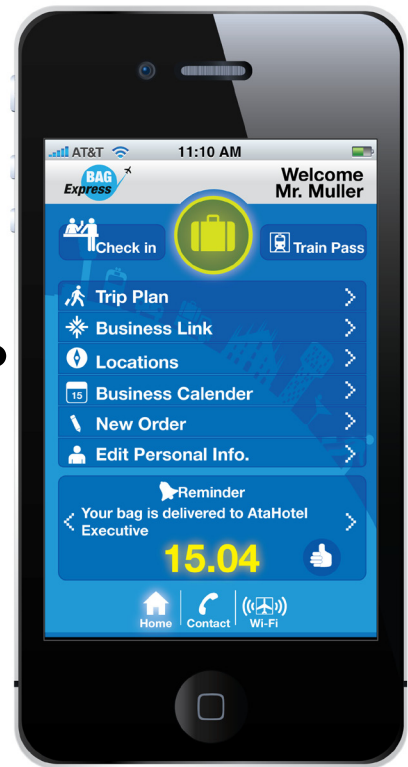 AT&T 11:10 AM
BAG
Express
Welcome
Mr. Muller
Check in
Train Pass
Trip Plan
Business Link
Locations
15 Business Calender
New Order
Edit Personal Info.
Reminder
Your bag is delivered to AtaHotel
Executive
15.04
Home Contact Wi-Fi